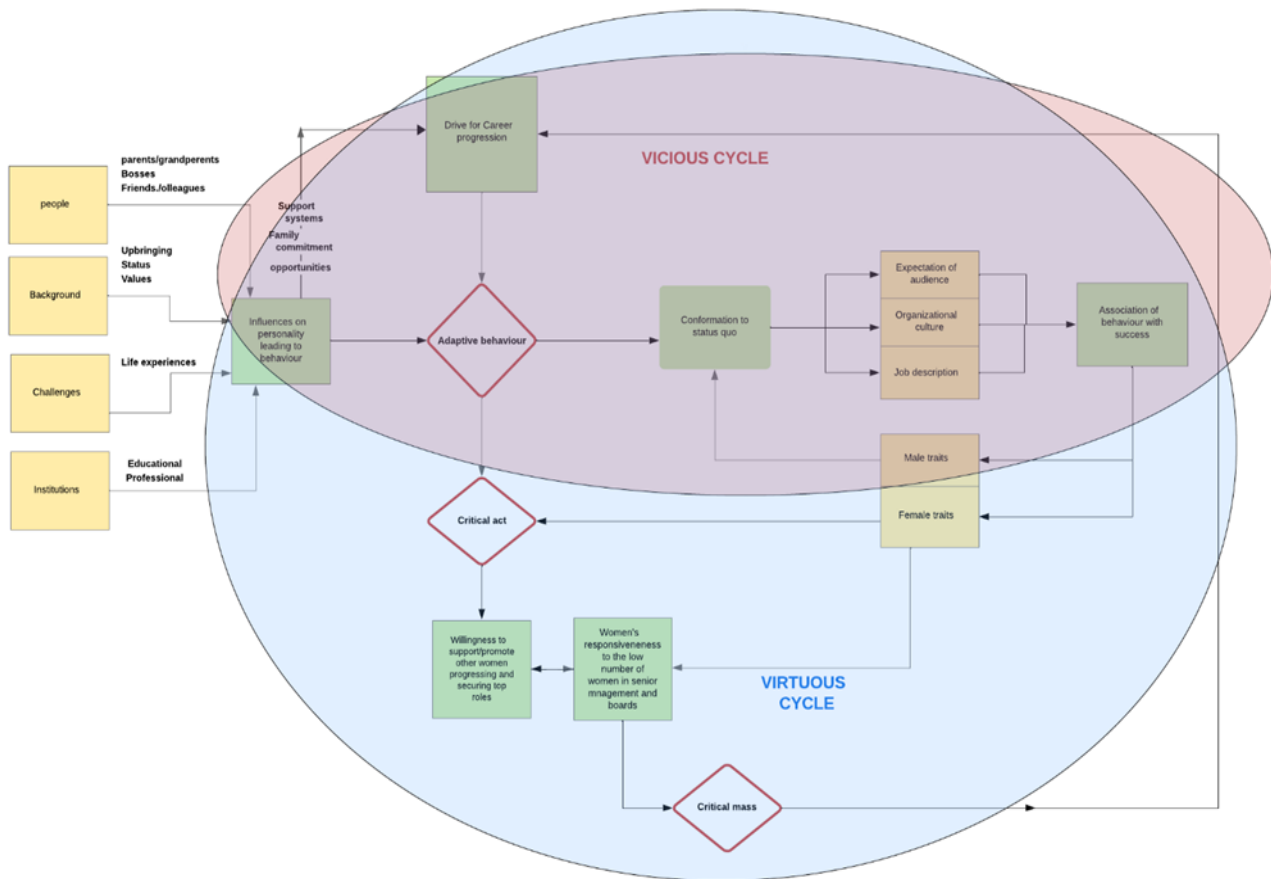 Drive for Career
progression
VICIOUS CYCLE
parents/grandperents
Bosses
Friends./olleagues
people
Support
systems
Family
commitment
opportunities
Upbringing
Status
Values
Background
Influences on
personality
leading to
behaviour
Adaptive behaviour
Conformation to
status quo
Expectation of
audience
Organizational
culture
Job description
Association of
behaviour with
success
Life experiences
Challenges
Educational
Professional
Institutions
Male traits
Female traits
Critical act
Willingness to
support/promote
other women
progressing and
securing top
roles
Women's
responsiveness
to the low
number of
women in senior
mnagement and
boards
VIRTUOUS
CYCLE
Critical mass